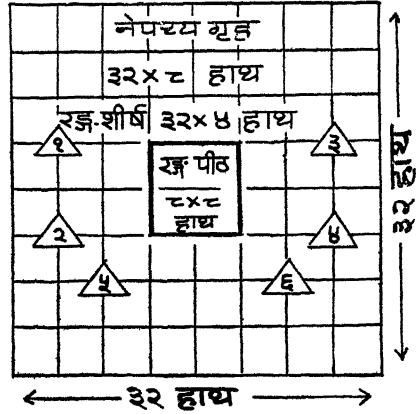 नेपथ्य गृह
३२×८ हाथ
रङ्ग-शीर्ष ३२×४ हाथ
१
३
रङ्ग पीठ
८×८
हाथ
२
४
५
६
३२ हाथ
३२ हाथ